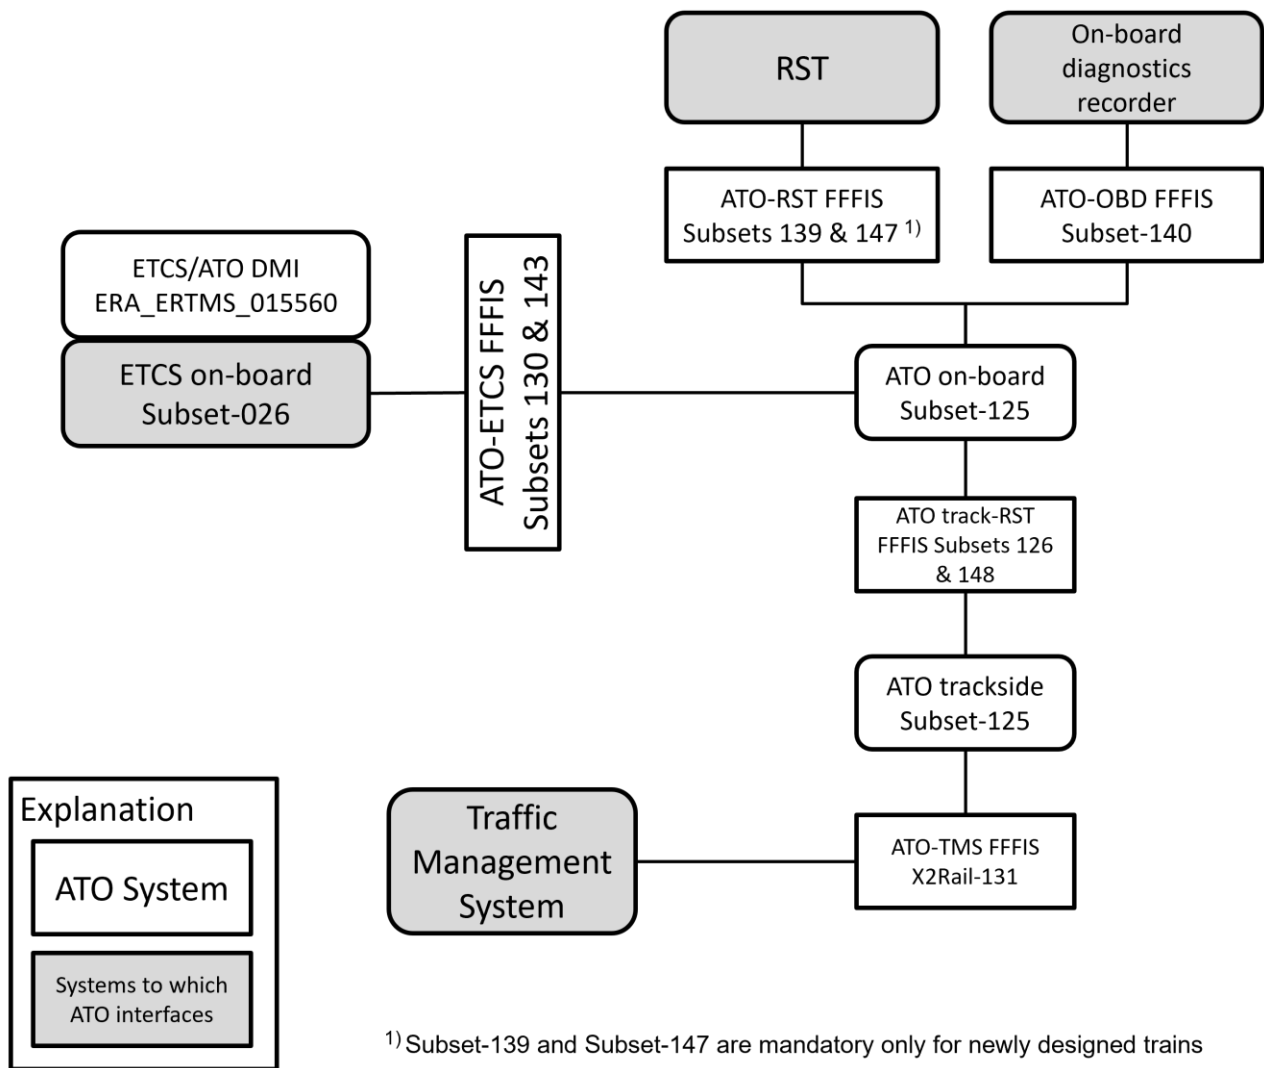 RST
On-board
diagnostics
recorder
ATO-RST FFFIS
Subsets 139 & 147 1)
ATO-OBD FFFIS
Subset-140
ETCS/ATO DMI
ERA_ERTMS_015560
ETCS on-board
Subset-026
ATO-ETCS FFFIS
Subsets 130 & 143
ATO on-board
Subset-125
ATO track-RST
FFFIS Subsets 126
& 148
ATO trackside
Subset-125
Traffic
Management
System
ATO-TMS FFFIS
X2Rail-131
Explanation
ATO System
Systems to which
ATO interfaces
1) Subset-139 and Subset-147 are mandatory only for newly designed trains